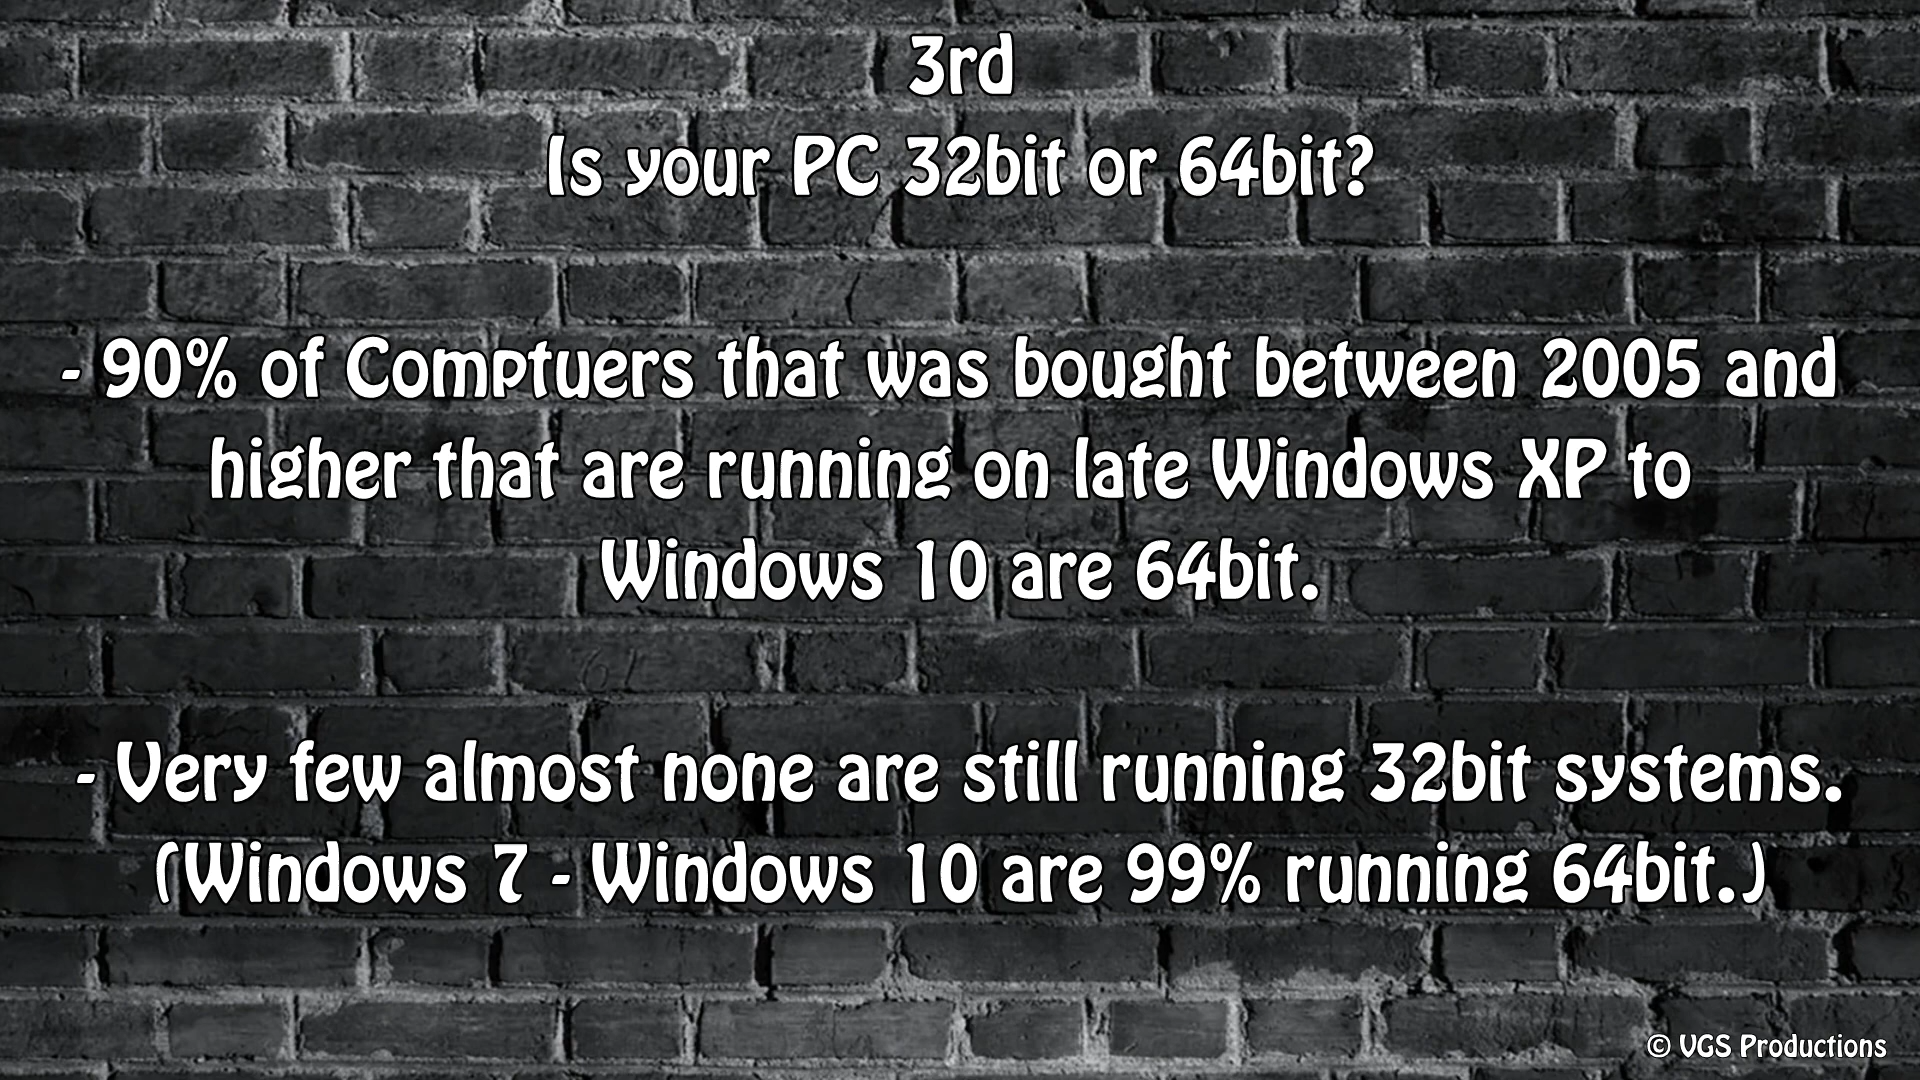 3rd
Is your PC 32bit or 64bit?
- 90% of Comptuers that was bought between 2005 and
higher that are running on late Windows XP to
Windows 10 are 64bit.
- Very few almost none are still running 32bit systems.
(Windows 7 - Windows 10 are 99% running 64bit.)
© VGS Productions